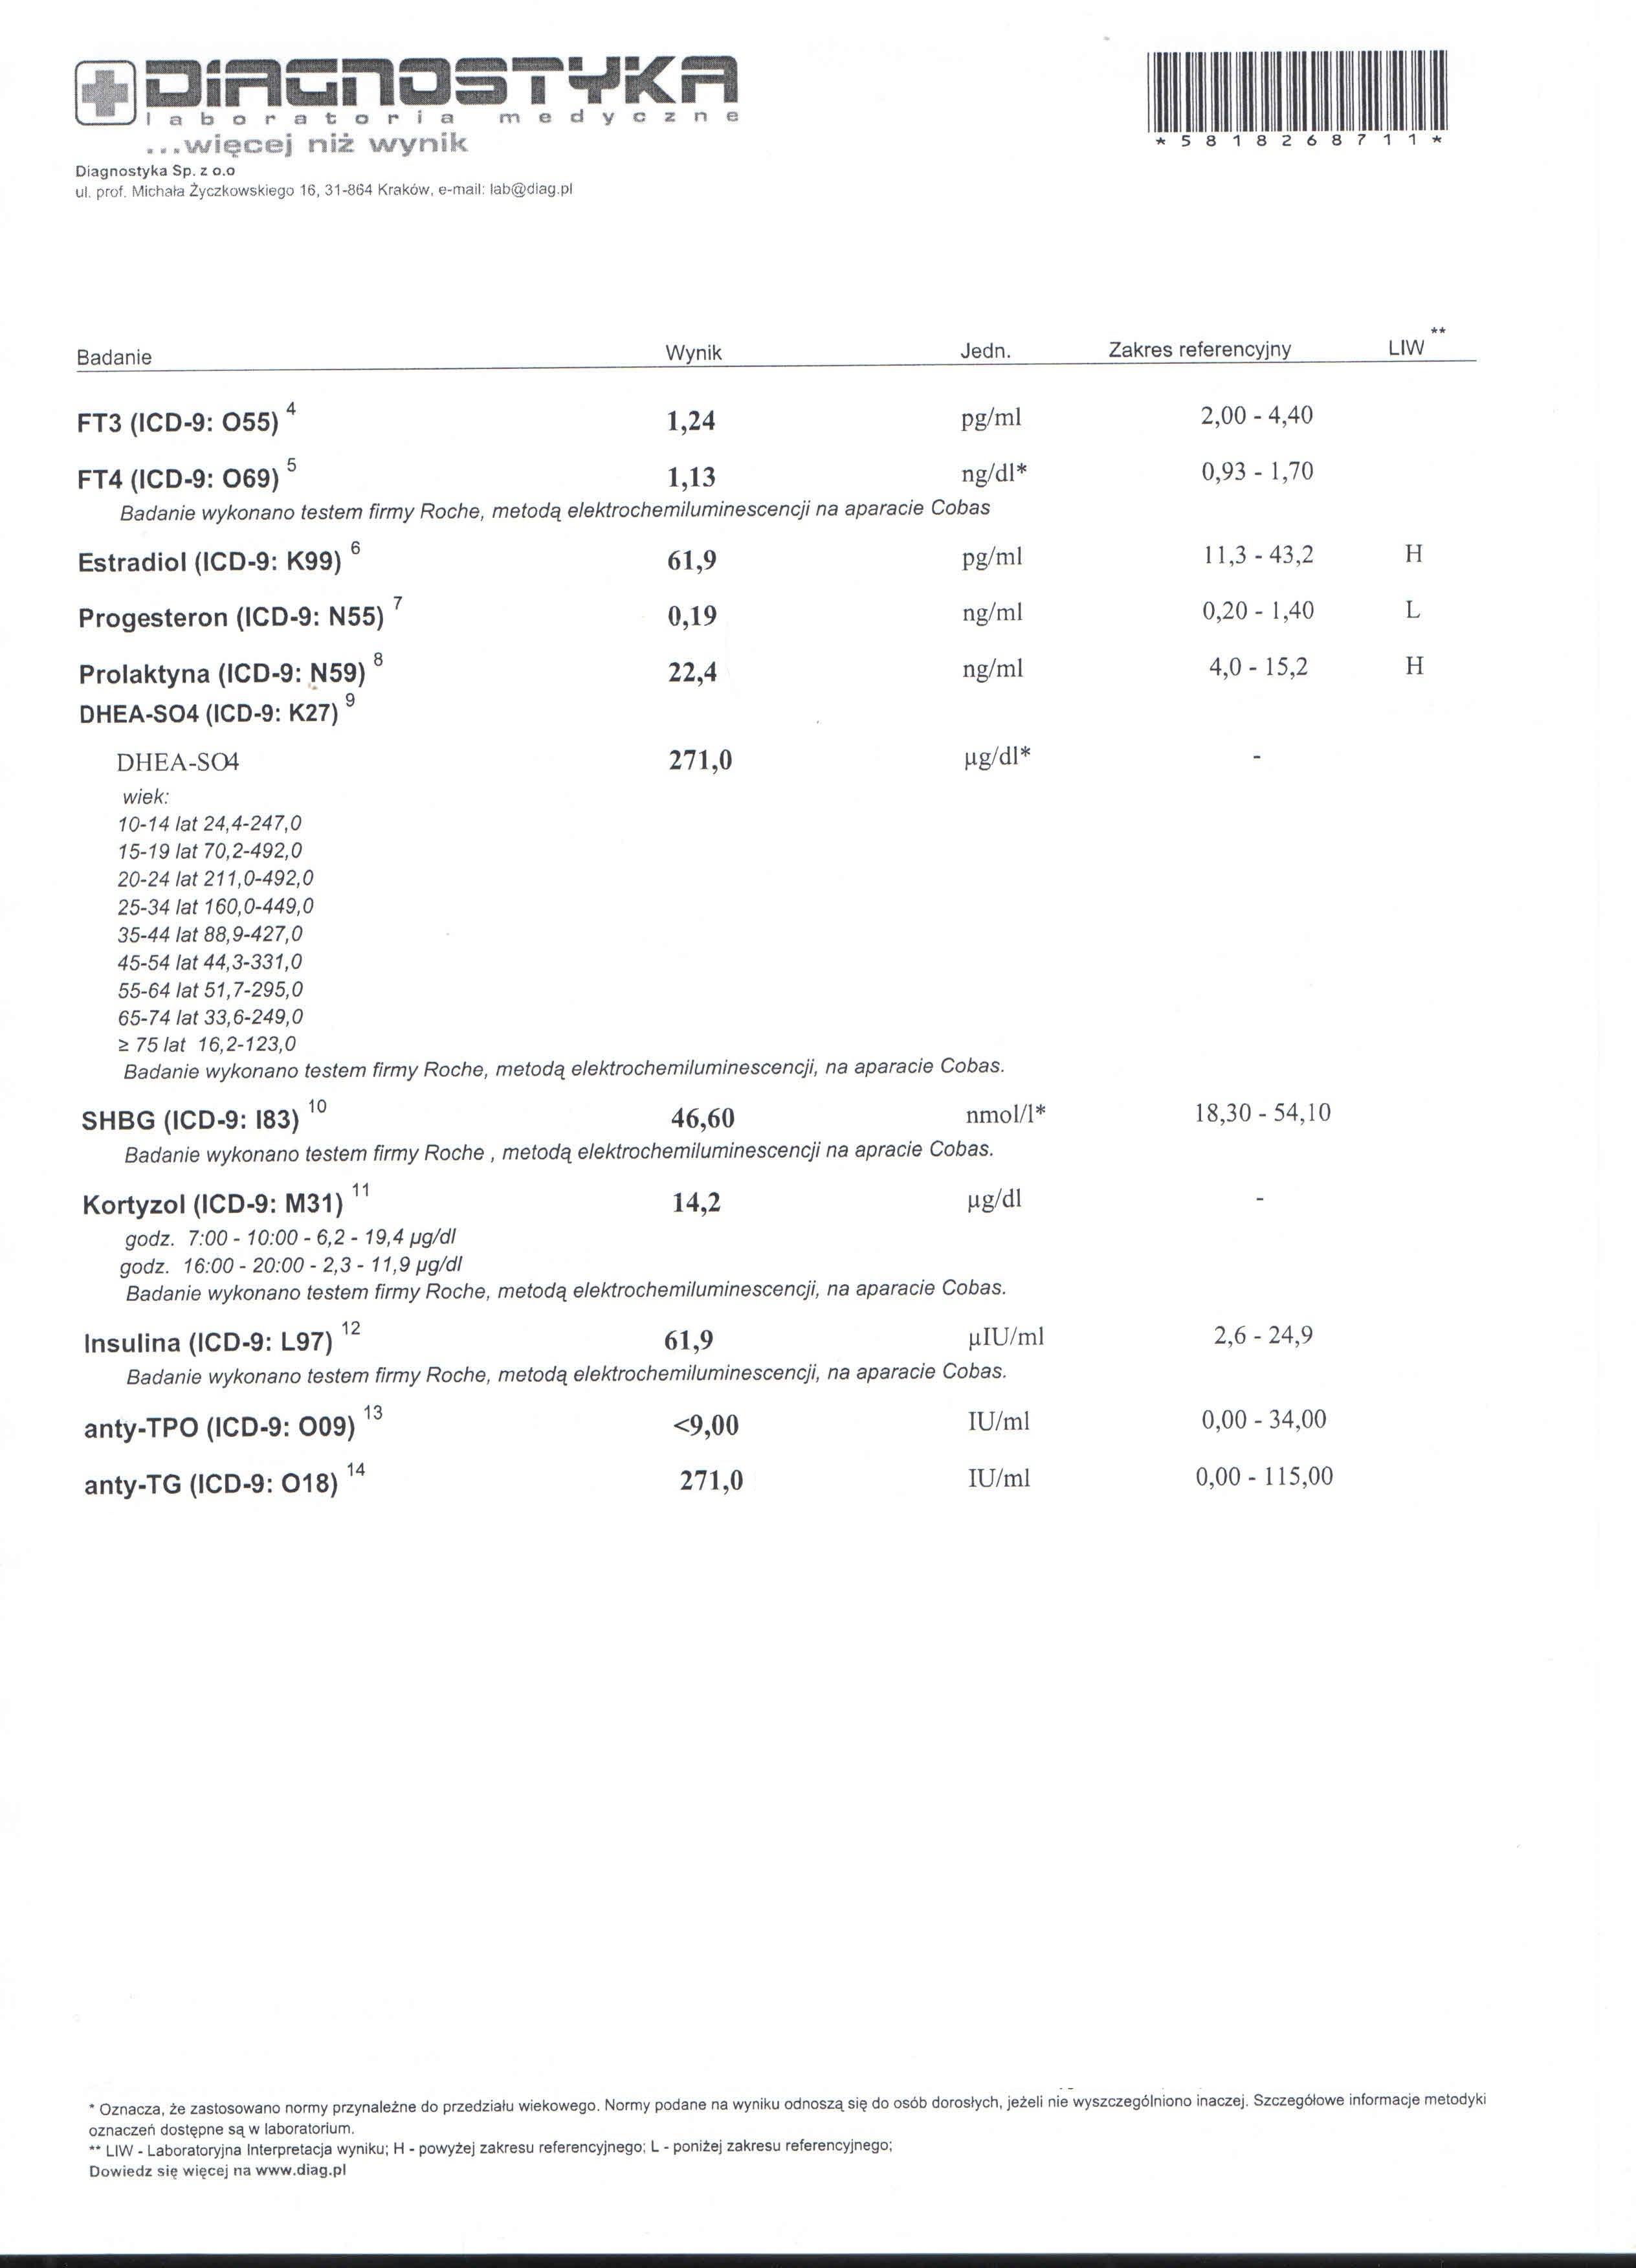 DiAGNOSTYKA
laboratoria medyczne
...więcej niż wynik
Diagnostyka Sp. z o.o
ul. prof. Michała Życzkowskiego 16, 31-864 Kraków, e-mail: lab@diag.pl
*5818268711*
Badanie Wynik Jedn. Zakres referencyjny LIW **
FT3 (ICD-9: O55) 4 1,24 pg/ml 2,00 - 4,40
FT4 (ICD-9: O69) 5 1,13 ng/dl* 0,93 - 1,70
Badanie wykonano testem firmy Roche, metodą elektrochemiluminescencji na aparacie Cobas
Estradiol (ICD-9: K99) 6 61,9 pg/ml 11,3 - 43,2 H
Progesteron (ICD-9: N55) 7 0,19 ng/ml 0,20 - 1,40 L
Prolaktyna (ICD-9: N59) 8 22,4 ng/ml 4,0 - 15,2 H
DHEA-SO4 (ICD-9: K27) 9
DHEA-SO4 271,0 µg/dl* -
wiek:
10-14 lat 24,4-247,0
15-19 lat 70,2-492,0
20-24 lat 211,0-492,0
25-34 lat 160,0-449,0
35-44 lat 88,9-427,0
45-54 lat 44,3-331,0
55-64 lat 51,7-295,0
65-74 lat 33,6-249,0
≥ 75 lat 16,2-123,0
Badanie wykonano testem firmy Roche, metodą elektrochemiluminescencji, na aparacie Cobas.
SHBG (ICD-9: I83) 10 46,60 nmol/l* 18,30 - 54,10
Badanie wykonano testem firmy Roche , metodą elektrochemiluminescencji na apracie Cobas.
Kortyzol (ICD-9: M31) 11 14,2 µg/dl -
godz. 7:00 - 10:00 - 6,2 - 19,4 µg/dl
godz. 16:00 - 20:00 - 2,3 - 11,9 µg/dl
Badanie wykonano testem firmy Roche, metodą elektrochemiluminescencji, na aparacie Cobas.
Insulina (ICD-9: L97) 12 61,9 µIU/ml 2,6 - 24,9
Badanie wykonano testem firmy Roche, metodą elektrochemiluminescencji, na aparacie Cobas.
anty-TPO (ICD-9: O09) 13 <9,00 IU/ml 0,00 - 34,00
anty-TG (ICD-9: O18) 14 271,0 IU/ml 0,00 - 115,00
* Oznacza, że zastosowano normy przynależne do przedziału wiekowego. Normy podane na wyniku odnoszą się do osób dorosłych, jeżeli nie wyszczególniono inaczej. Szczegółowe informacje metodyki
oznaczeń dostępne są w laboratorium.
** LIW - Laboratoryjna Interpretacja wyniku; H - powyżej zakresu referencyjnego; L - poniżej zakresu referencyjnego;
Dowiedz się więcej na www.diag.pl